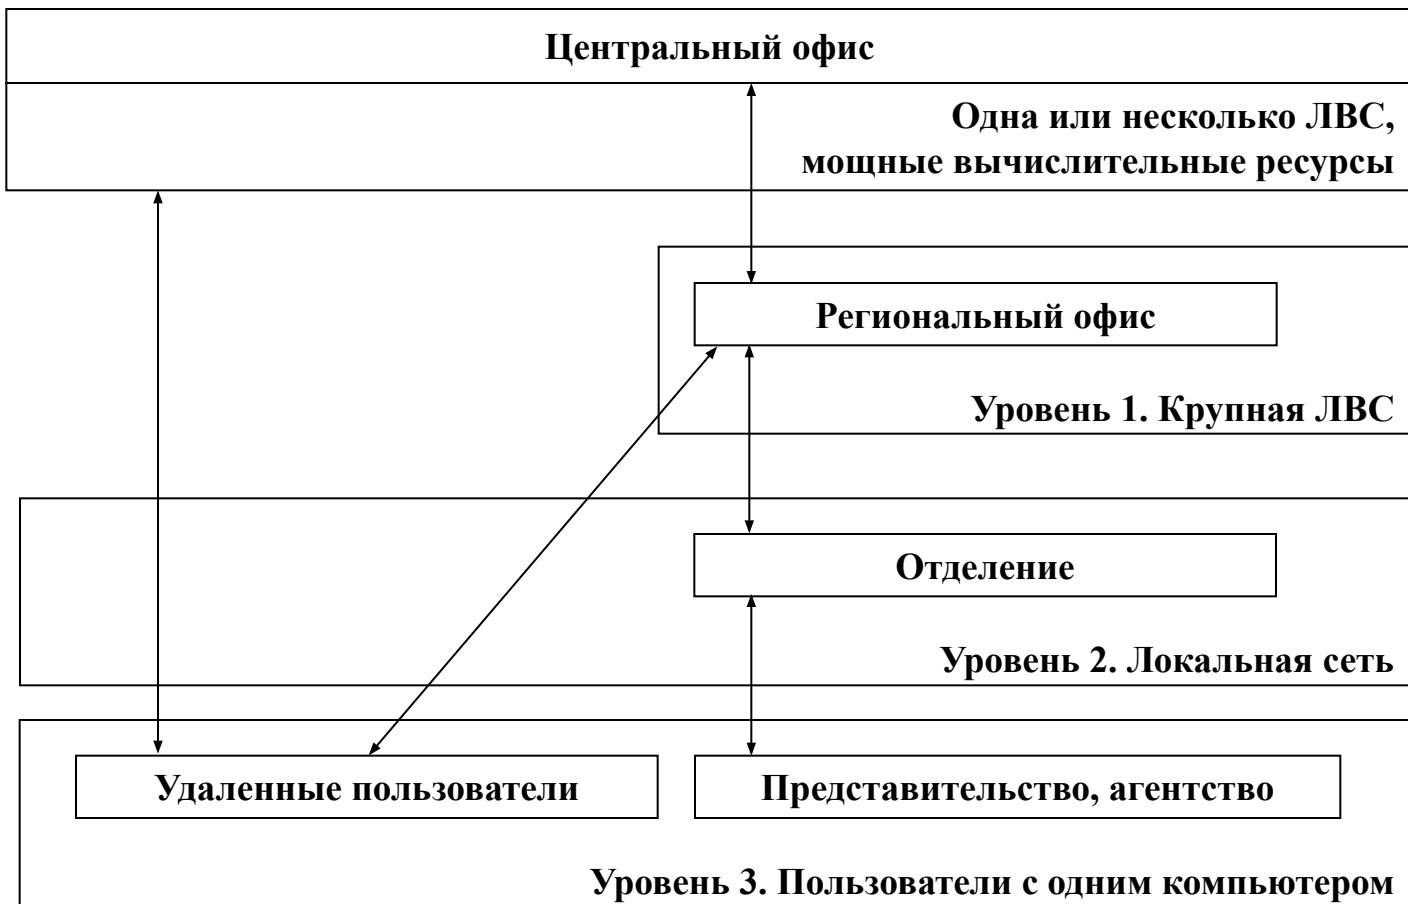 Центральный офис
Одна или несколько ЛВС,
мощные вычислительные ресурсы
Региональный офис
Уровень 1. Крупная ЛВС
Отделение
Уровень 2. Локальная сеть
Удаленные пользователи
Представительство, агентство
Уровень 3. Пользователи с одним компьютером